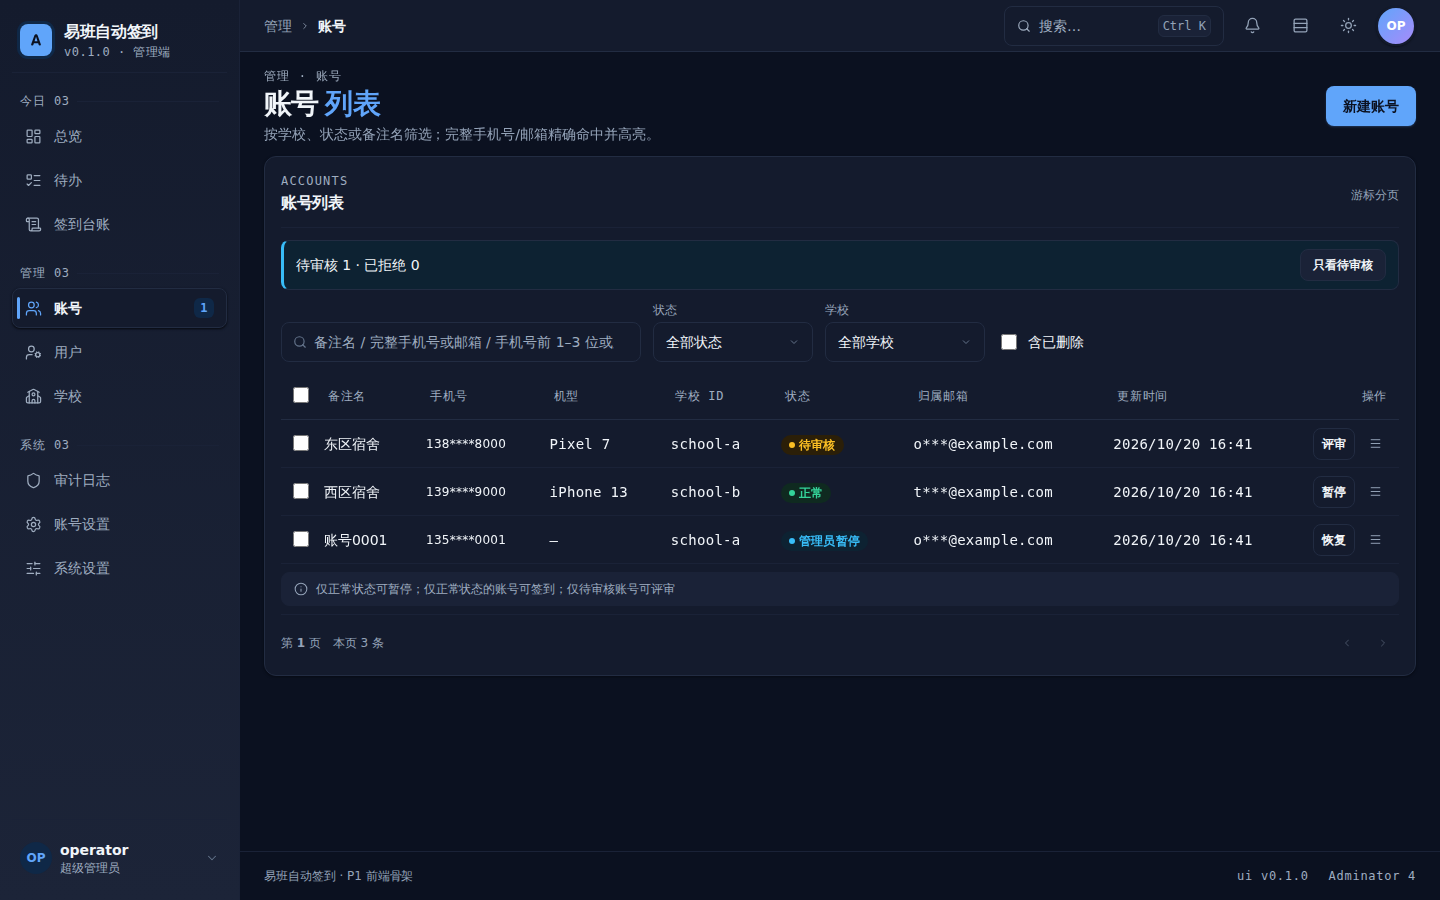 A
易班自动签到
v0.1.0 · 管理端
今日 03
总览
待办
签到台账
管理 03
账号 1
用户
学校
系统 03
审计日志
账号设置
系统设置
OP
operator
超级管理员
管理 › 账号
搜索… Ctrl K
OP
管理 · 账号
账号 列表
按学校、状态或备注名筛选；完整手机号/邮箱精确命中并高亮。
新建账号
ACCOUNTS
账号列表
游标分页
待审核 1 · 已拒绝 0
只看待审核
状态 学校
备注名 / 完整手机号或邮箱 / 手机号前 1–3 位或 全部状态 全部学校 含已删除
备注名 手机号 机型 学校 ID 状态 归属邮箱 更新时间 操作
东区宿舍 138****8000 Pixel 7 school-a 待审核 o***@example.com 2026/10/20 16:41 评审
西区宿舍 139****9000 iPhone 13 school-b 正常 t***@example.com 2026/10/20 16:41 暂停
账号0001 135****0001 — school-a 管理员暂停 o***@example.com 2026/10/20 16:41 恢复
仅正常状态可暂停；仅正常状态的账号可签到；仅待审核账号可评审
第 1 页 本页 3 条
易班自动签到 · P1 前端骨架
ui v0.1.0 Adminator 4